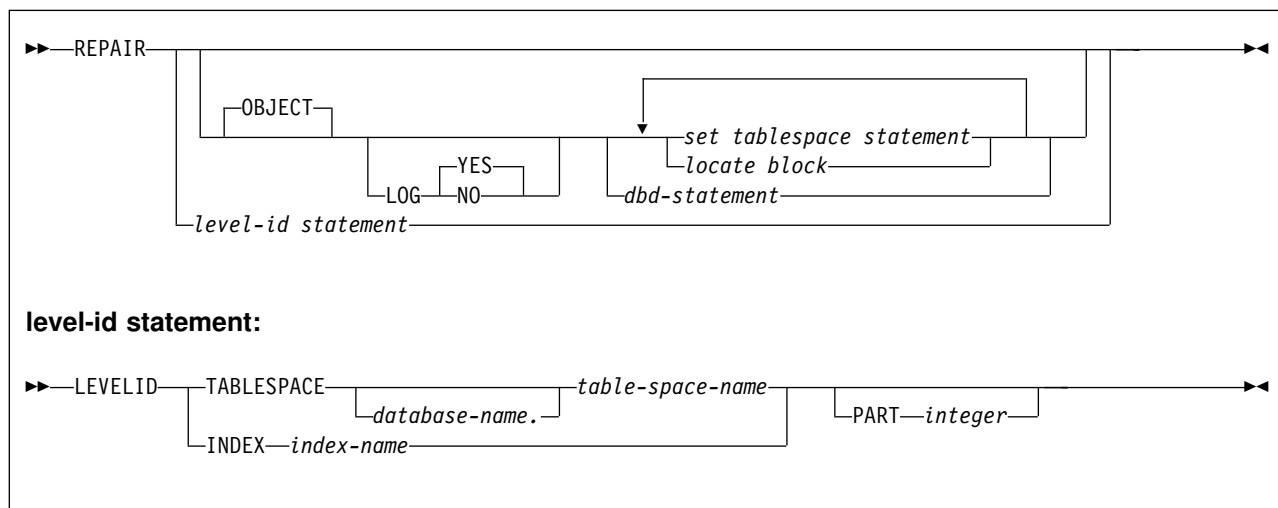 REPAIR
OBJECT
set tablespace statement
YES
locate block
LOG NO
dbd-statement
level-id statement
level-id statement:
LEVELID TABLESPACE table-space-name
database-name. PART integer
INDEX index-name